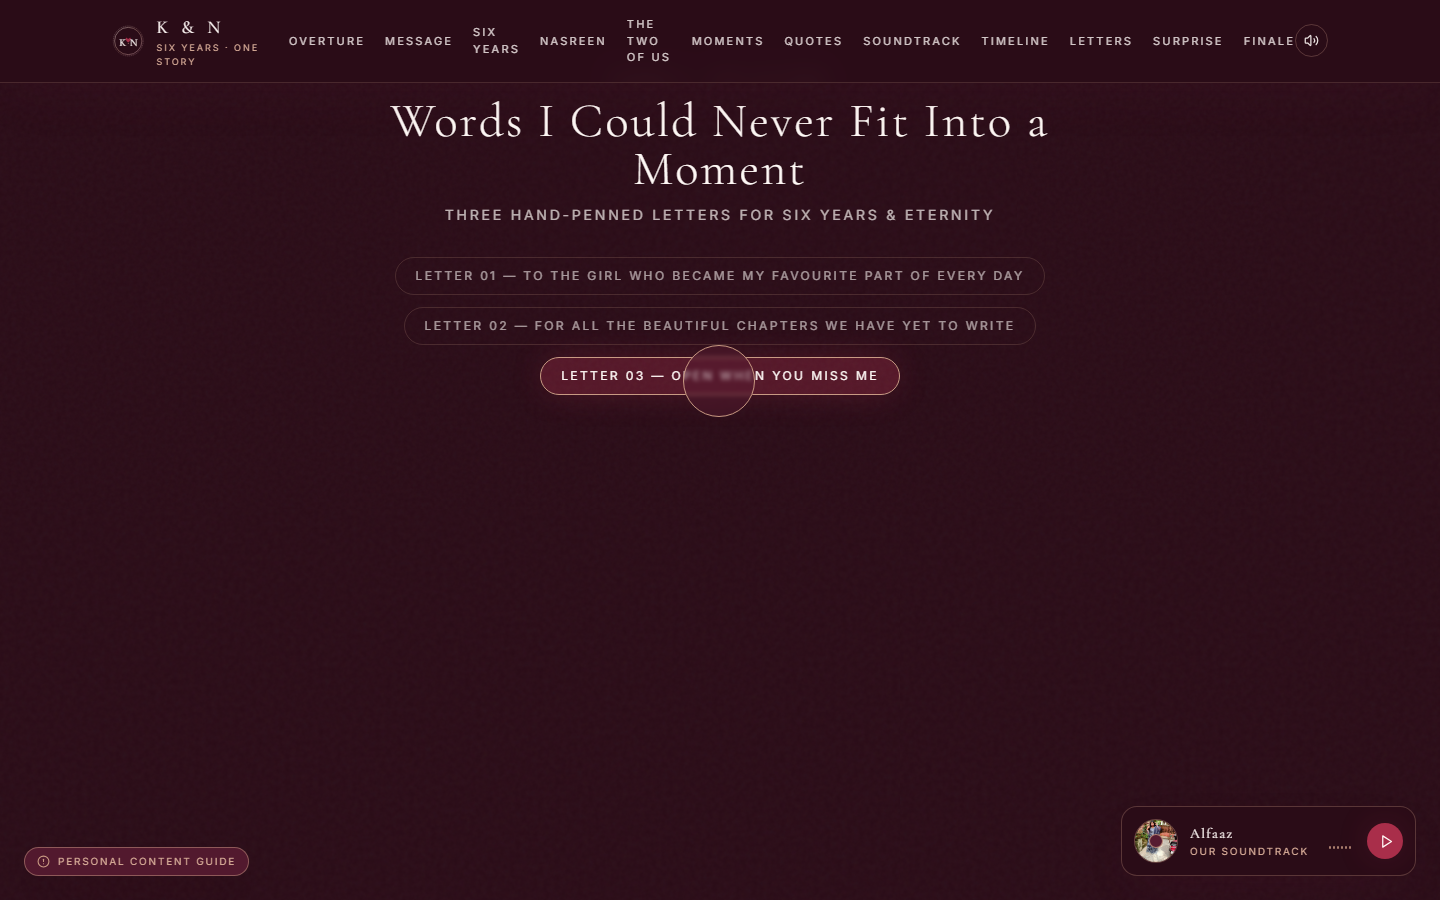 K♥N
K & N
SIX YEARS · ONE
STORY
OVERTURE
MESSAGE
SIX
YEARS
NASREEN
THE
TWO
OF US
MOMENTS
QUOTES
SOUNDTRACK
TIMELINE
LETTERS
SURPRISE
FINALE
Words I Could Never Fit Into a
Moment
THREE HAND-PENNED LETTERS FOR SIX YEARS & ETERNITY
LETTER 01 — TO THE GIRL WHO BECAME MY FAVOURITE PART OF EVERY DAY
LETTER 02 — FOR ALL THE BEAUTIFUL CHAPTERS WE HAVE YET TO WRITE
LETTER 03 — OPEN WHEN YOU MISS ME
PERSONAL CONTENT GUIDE
Alfaaz
OUR SOUNDTRACK